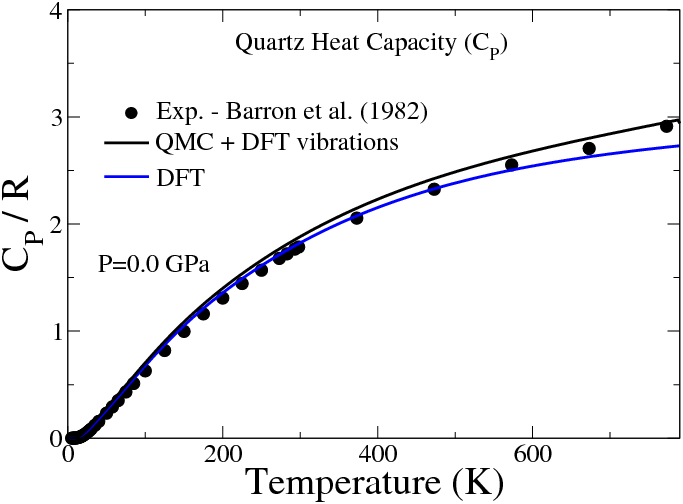 Quartz Heat Capacity (C_P)
Exp. - Barron et al. (1982)
QMC + DFT vibrations
DFT
P=0.0 GPa
C_P / R
4
3
2
1
0
0 200 400 600
Temperature (K)